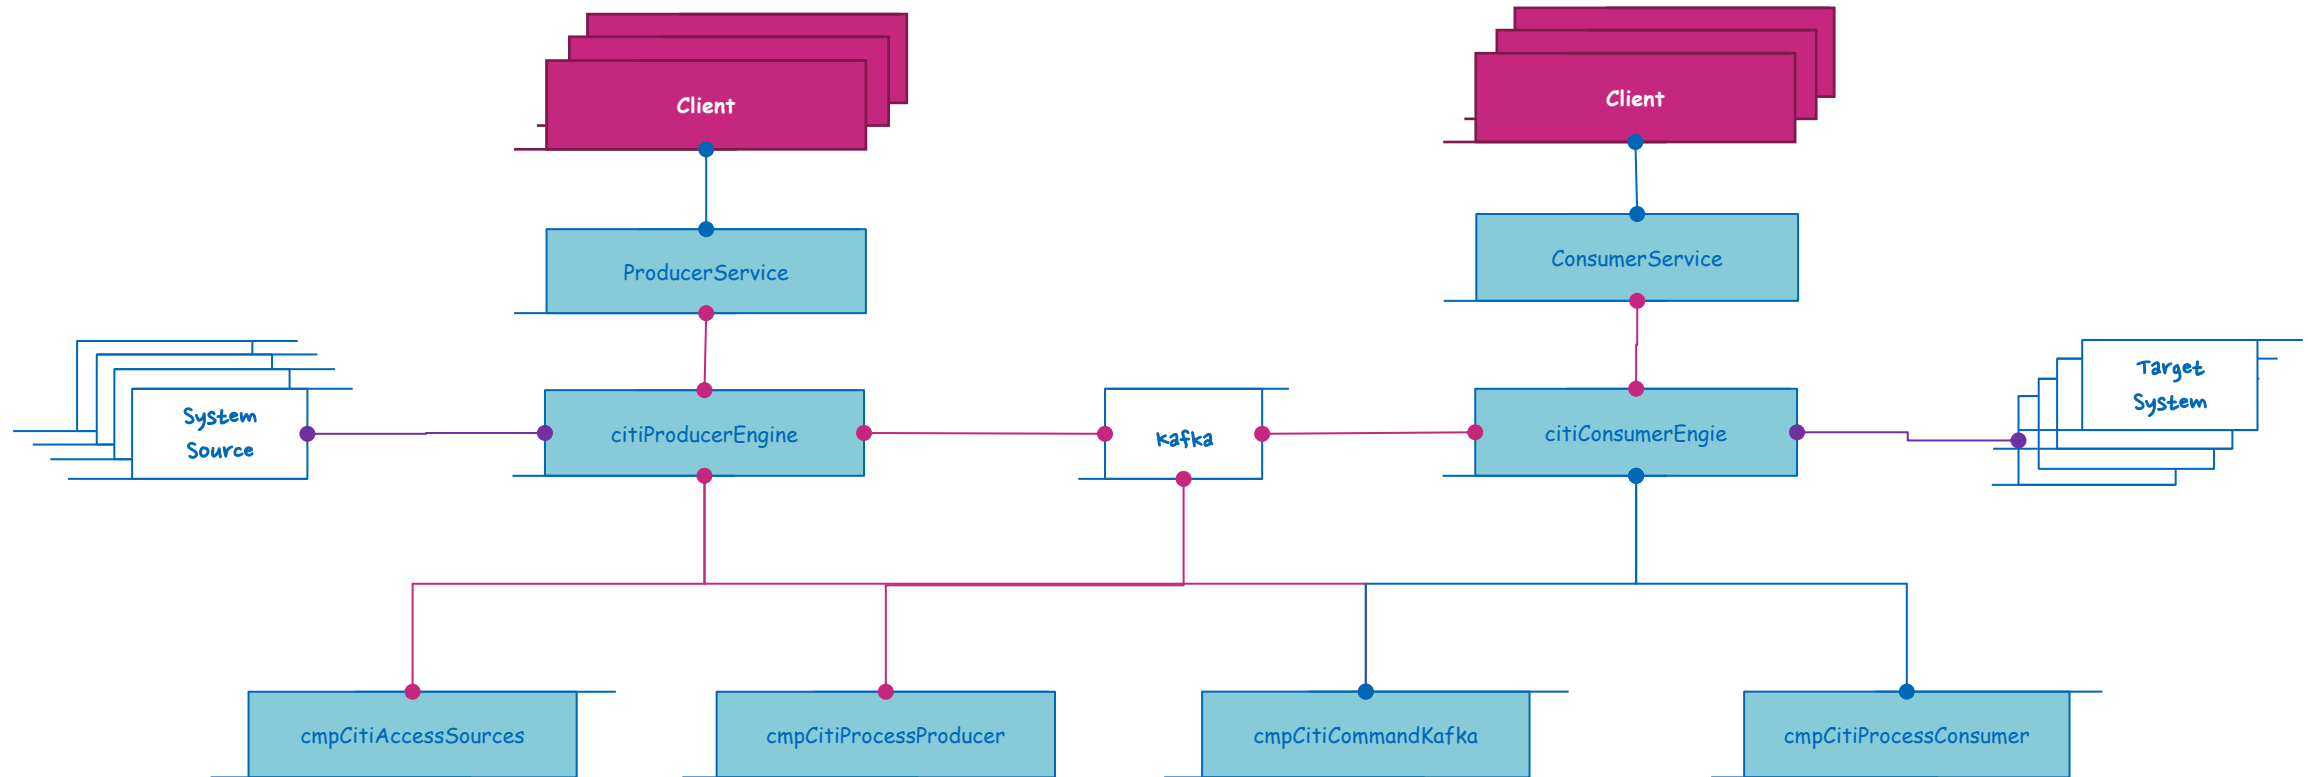 Client
Client
ProducerService
ConsumerService
System
Source
citiProducerEngine
Kafka
citiConsumerEngie
Target
System
cmpCitiAccessSources
cmpCitiProcessProducer
cmpCitiCommandKafka
cmpCitiProcessConsumer